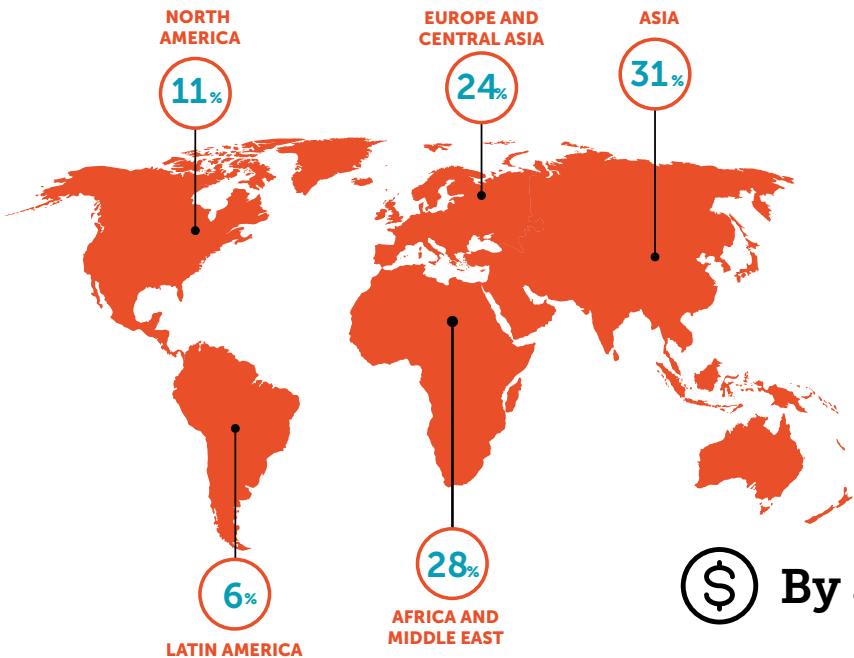 NORTH
AMERICA
11%
EUROPE AND
CENTRAL ASIA
24%
ASIA
31%
6%
LATIN AMERICA
28%
AFRICA AND
MIDDLE EAST
$ By